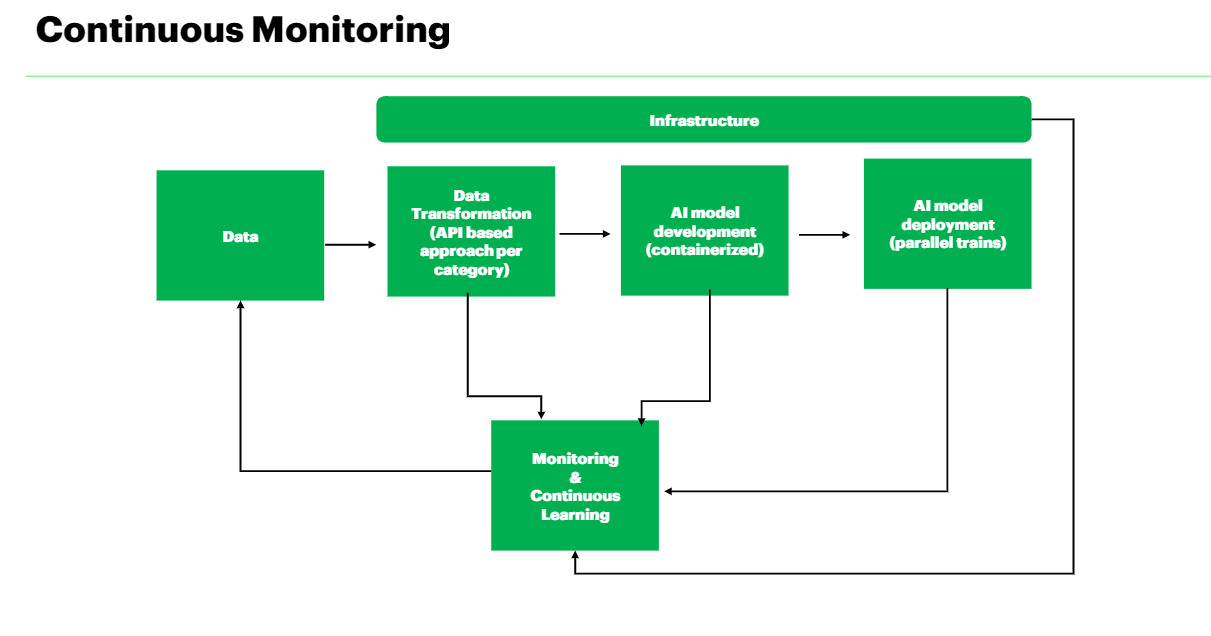 Continuous Monitoring
Infrastructure
Data
Data
Transformation
(API based
approach per
category)
AI model
development
(containerized)
AI model
deployment
(parallel trains)
Monitoring
&
Continuous
Learning